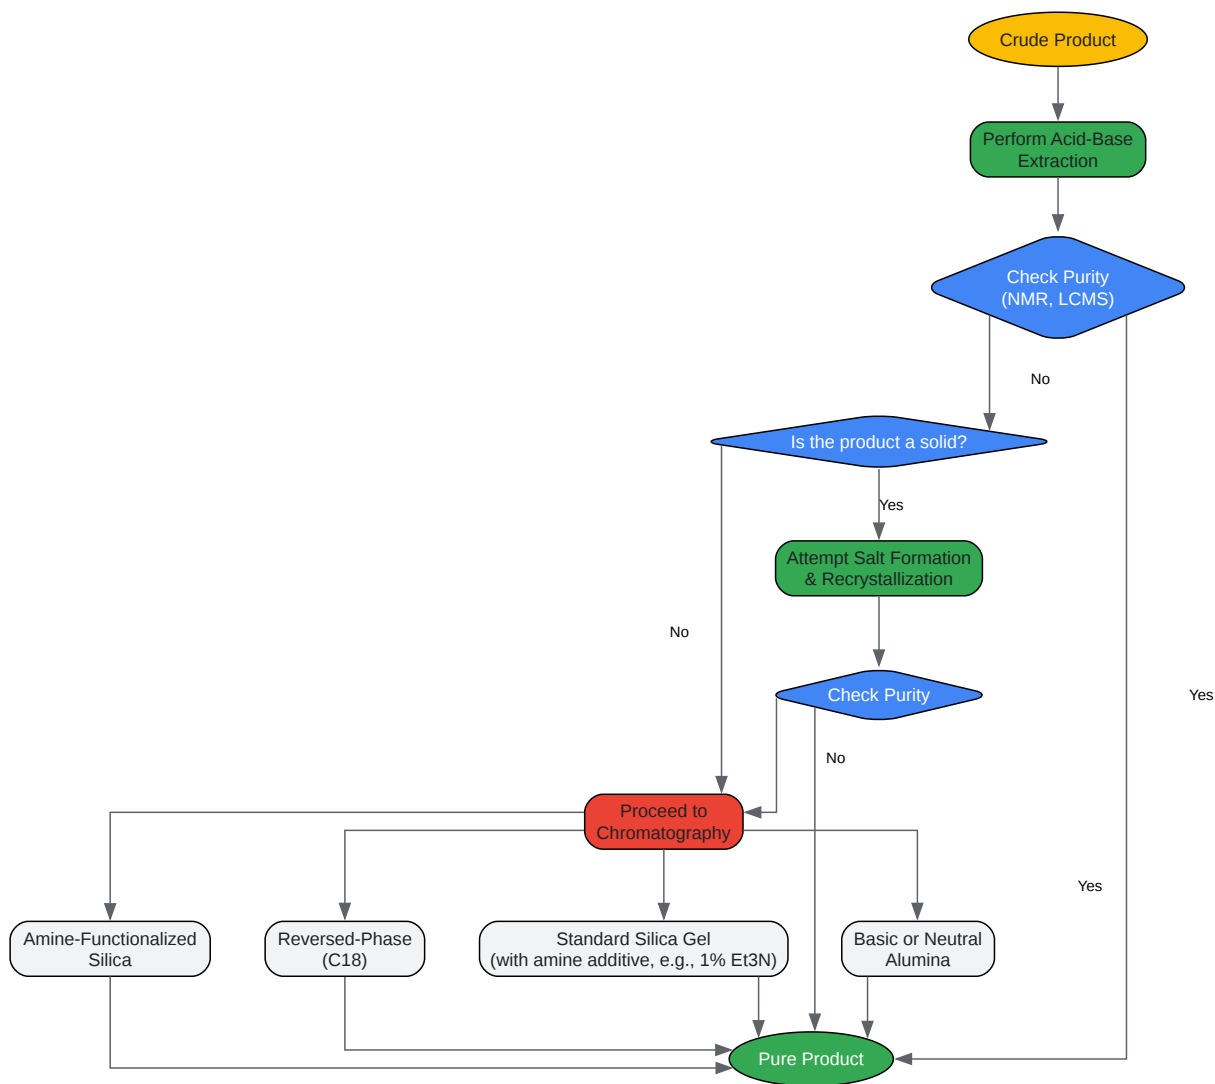 Crude Product
Perform Acid-Base
Extraction
Check Purity
(NMR, LCMS)
No
Is the product a solid?
Yes
Attempt Salt Formation
& Recrystallization
No
Check Purity
Yes
No
Proceed to
Chromatography
Yes
Amine-Functionalized
Silica
Reversed-Phase
(C18)
Standard Silica Gel
(with amine additive, e.g., 1% Et3N)
Basic or Neutral
Alumina
Pure Product